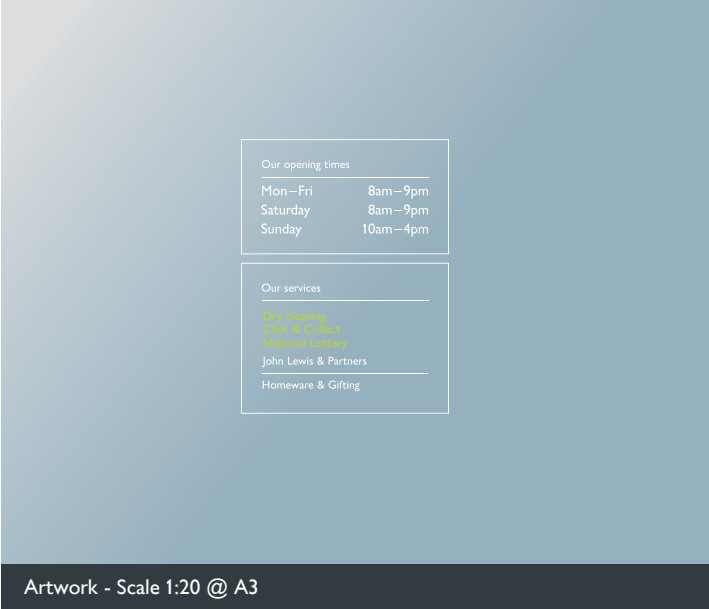 Our opening times
Mon–Fri 8am–9pm
Saturday 8am–9pm
Sunday 10am–4pm
Our services
Dry cleaning
Click & Collect
National Lottery
John Lewis & Partners
Homeware & Gifting
Artwork - Scale 1:20 @ A3